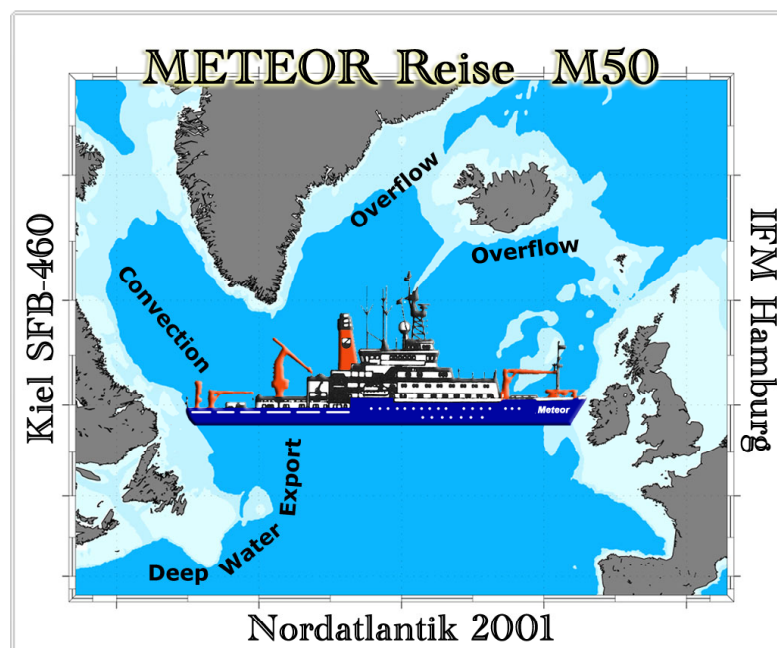 METEOR Reise M50
Kiel SFB-460
IFM Hamburg
Overflow
Overflow
Convection
Meteor
Deep Water Export
Nordatlantik 2001